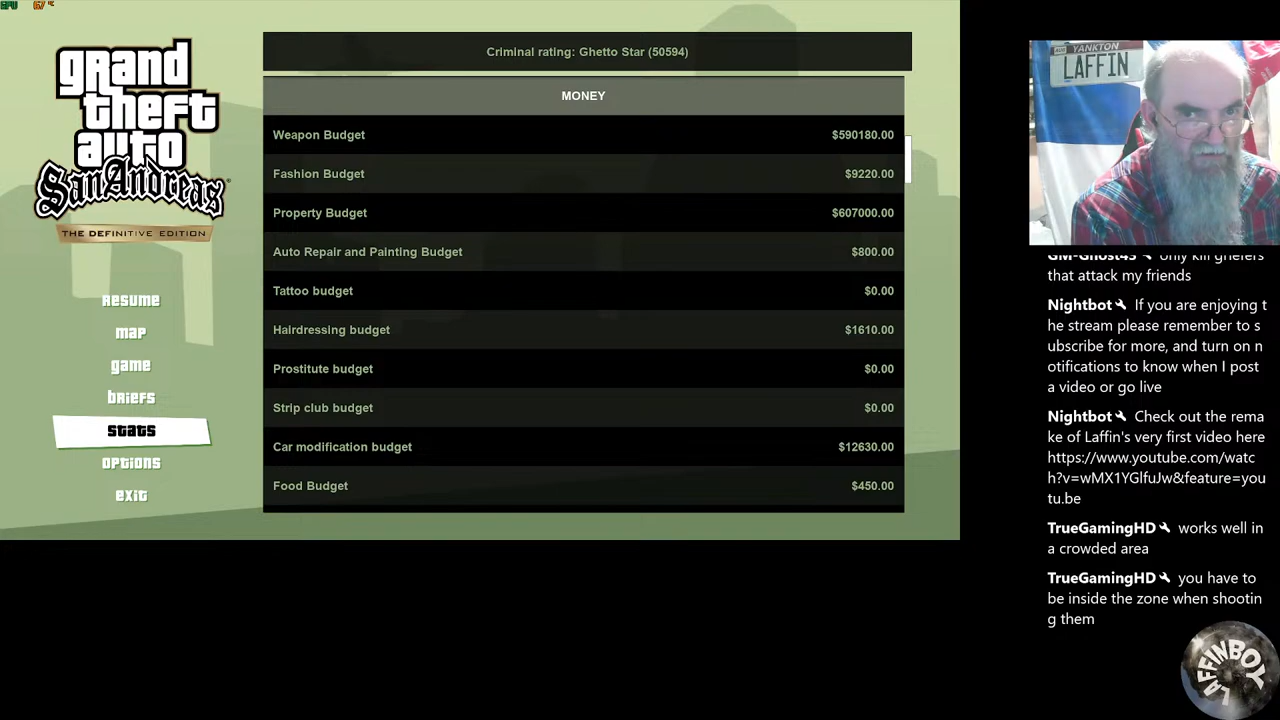 GPU 67 °C
grand
theft
auto
San Andreas
THE DEFINITIVE EDITION
Resume
map
game
briefs
stats
options
exit
Criminal rating: Ghetto Star (50594)
MONEY
Weapon Budget $590180.00
Fashion Budget $9220.00
Property Budget $607000.00
Auto Repair and Painting Budget $800.00
Tattoo budget $0.00
Hairdressing budget $1610.00
Prostitute budget $0.00
Strip club budget $0.00
Car modification budget $12630.00
Food Budget $450.00
YANKTON
LAFFIN
GM-Ghost45 only kill griefers
that attack my friends
Nightbot If you are enjoying t
he stream please remember to s
ubscribe for more, and turn on n
otifications to know when I post
a video or go live
Nightbot Check out the rema
ke of Laffin's very first video here
https://www.youtube.com/watc
h?v=wMX1YGlfuJw&feature=you
tu.be
TrueGamingHD works well in
a crowded area
TrueGamingHD you have to
be inside the zone when shootin
g them
LAFFINBOY